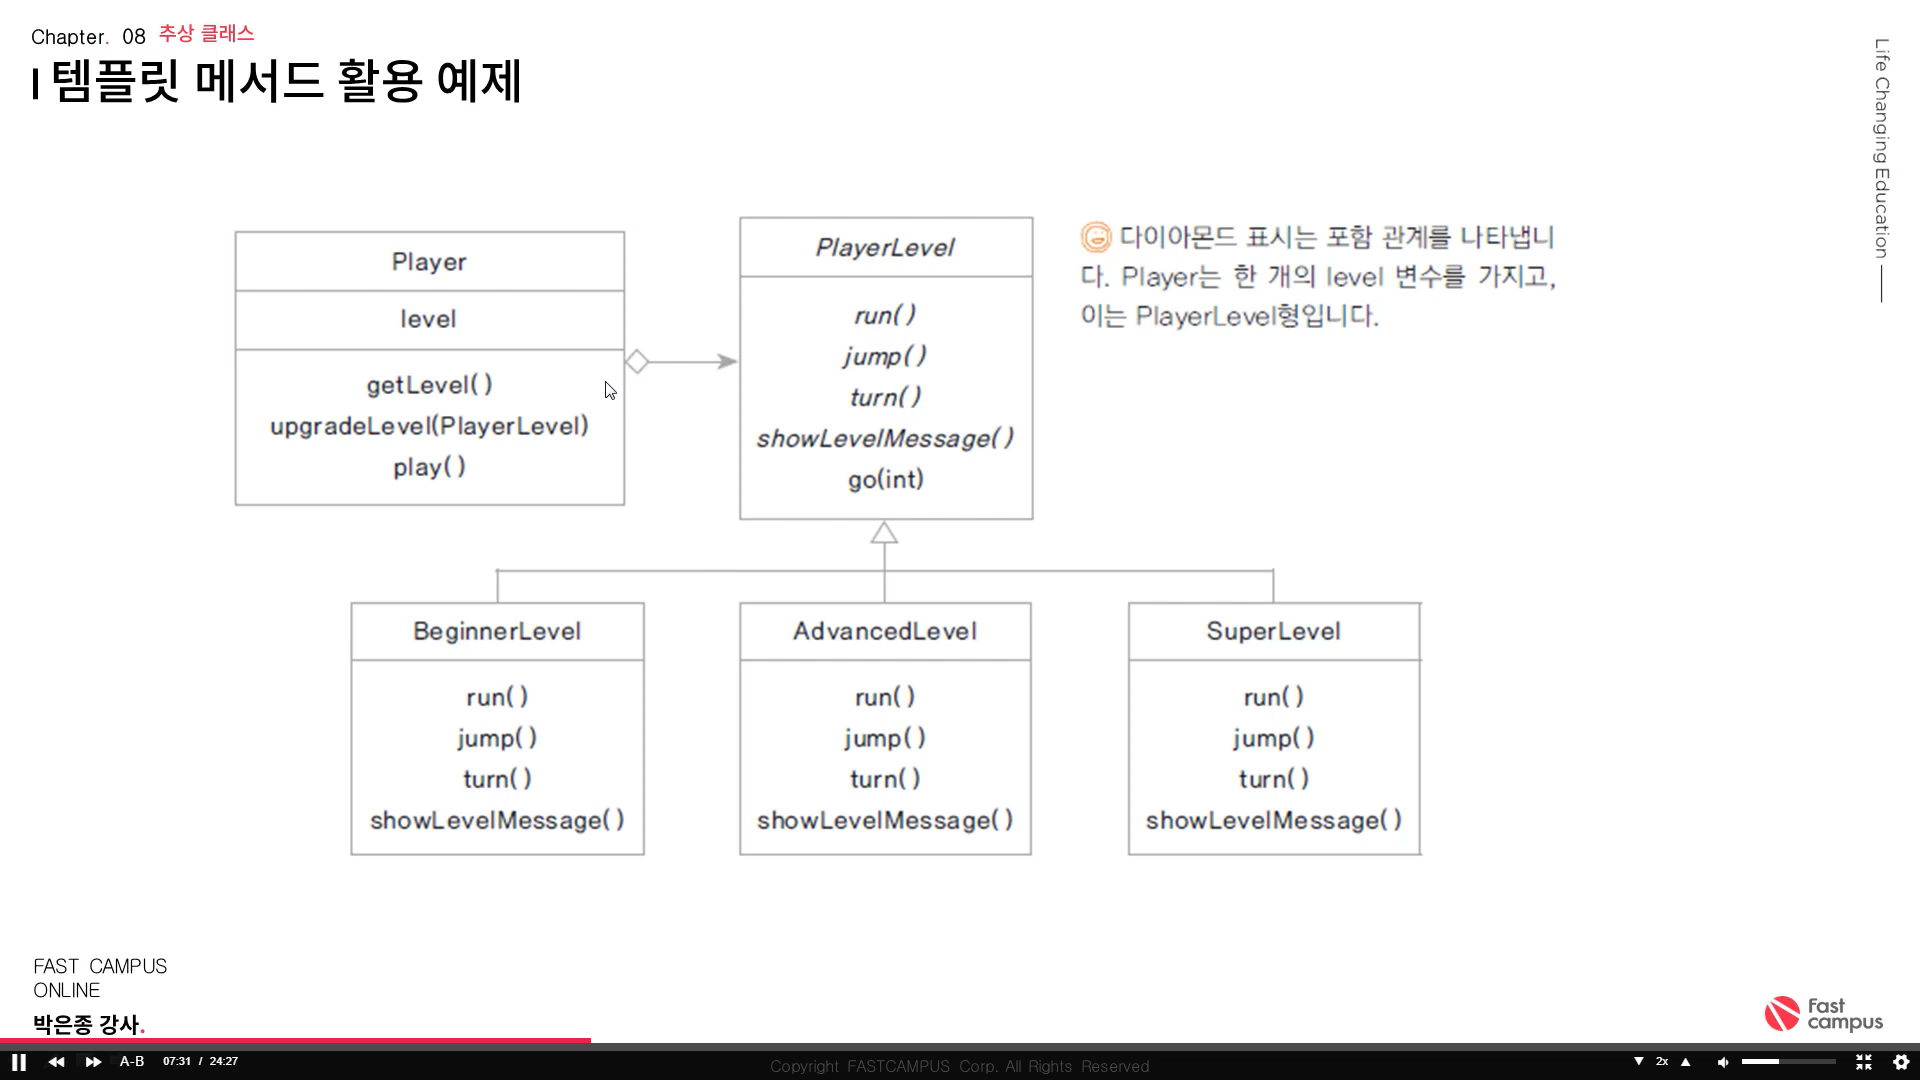 Chapter. 08 추상 클래스
템플릿 메서드 활용 예제
Life Changing Education
Player
level
getLevel()
upgradeLevel(PlayerLevel)
play()
PlayerLevel
run()
jump()
turn()
showLevelMessage()
go(int)
다이아몬드 표시는 포함 관계를 나타냅니
다. Player는 한 개의 level 변수를 가지고,
이는 PlayerLevel형입니다.
BeginnerLevel
run()
jump()
turn()
showLevelMessage()
AdvancedLevel
run()
jump()
turn()
showLevelMessage()
SuperLevel
run()
jump()
turn()
showLevelMessage()
FAST CAMPUS
ONLINE
박은종 강사.
Fast
campus
A-B 07:31 / 24:27
Copyright FASTCAMPUS Corp. All Rights Reserved
2x